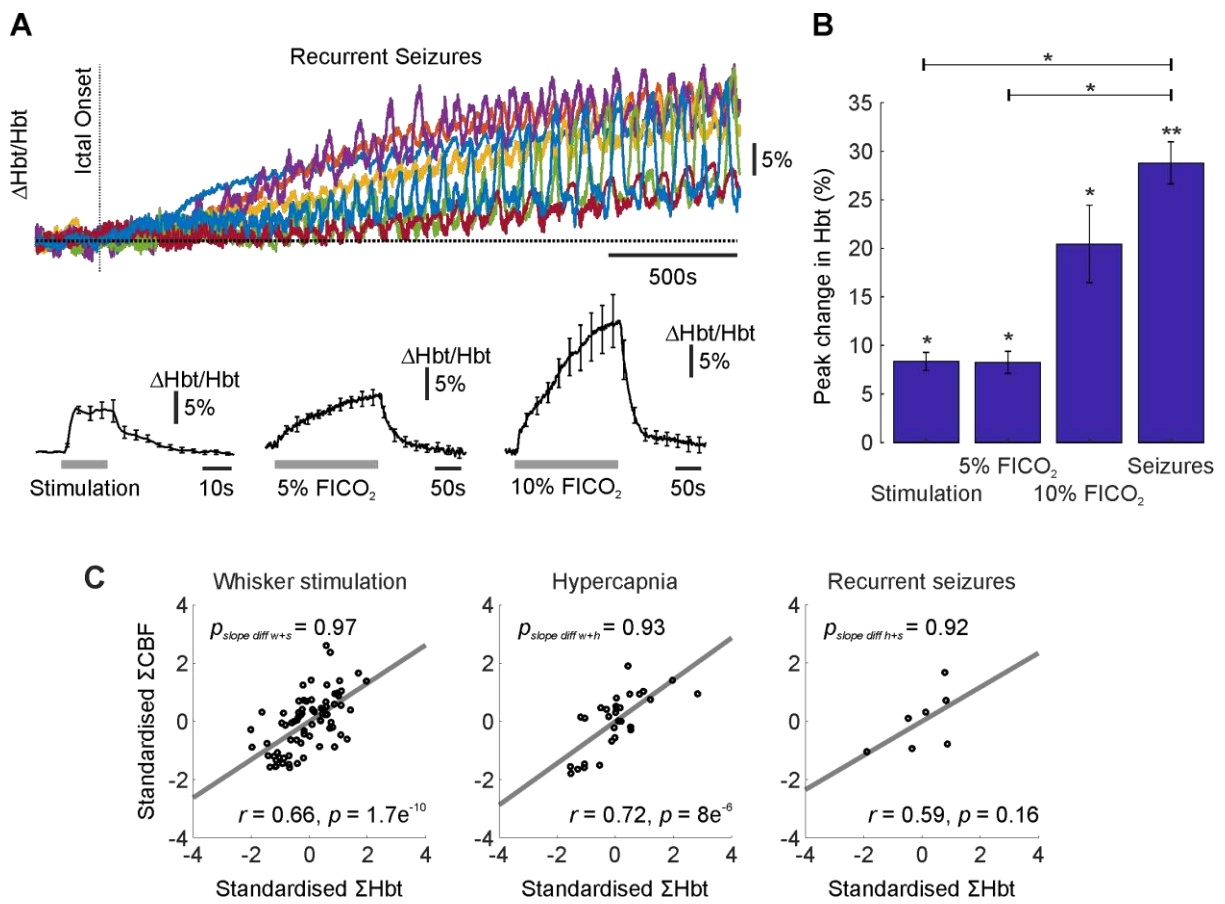 A
Recurrent Seizures
ΔHbt/Hbt
Ictal Onset
5%
500s
ΔHbt/Hbt
5%
Stimulation
10s
ΔHbt/Hbt
5%
5% FICO₂
50s
ΔHbt/Hbt
5%
10% FICO₂
50s
B
Peak change in Hbt (%)
35
30
25
20
15
10
5
0
*
*
*
*
*
**
5% FICO₂
Seizures
Stimulation
10% FICO₂
C
Whisker stimulation
Standardised ΣCBF
4
2
0
-2
-4
p slope diff w+s = 0.97
r = 0.66, p = 1.7e⁻¹⁰
-4 -2 0 2 4
Standardised ΣHbt
Hypercapnia
4
2
0
-2
-4
p slope diff w+h = 0.93
r = 0.72, p = 8e⁻⁶
-4 -2 0 2 4
Standardised ΣHbt
Recurrent seizures
4
2
0
-2
-4
p slope diff h+s = 0.92
r = 0.59, p = 0.16
-4 -2 0 2 4
Standardised ΣHbt